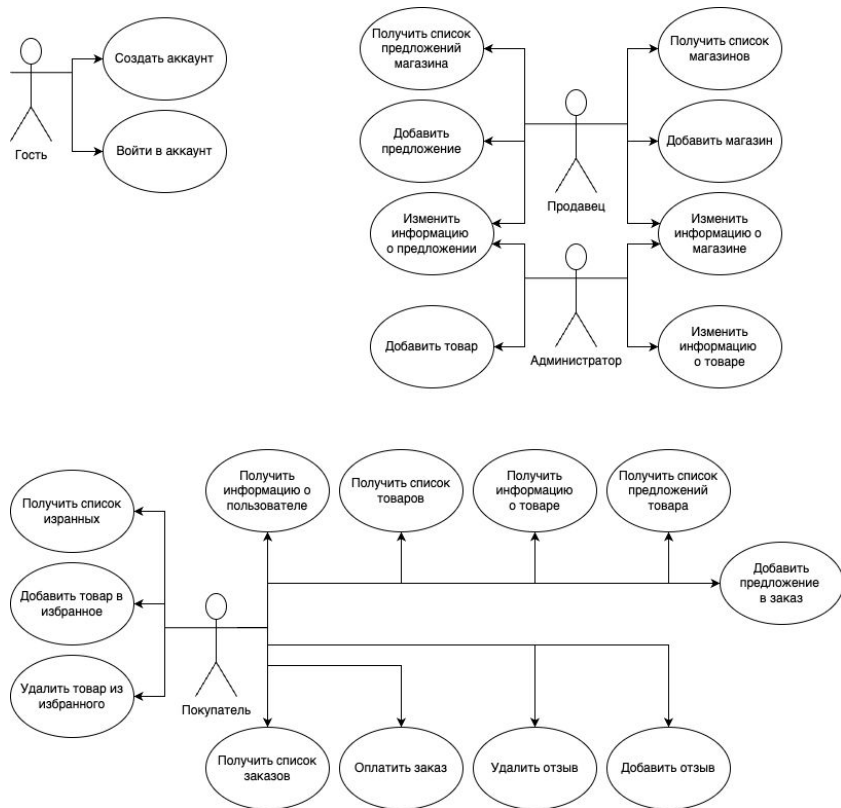 Создать аккаунт
Войти в аккаунт
Гость
Получить список
предложений
магазина
Получить список
магазинов
Добавить
предложение
Добавить магазин
Продавец
Изменить
информацию
о предложении
Изменить
информацию о
магазине
Добавить товар
Администратор
Изменить
информацию
о товаре
Получить
информацию о
пользователе
Получить список
товаров
Получить
информацию
о товаре
Получить список
предложений
товара
Получить список
изранных
Добавить
предложение
в заказ
Добавить товар в
избранное
Удалить товар из
избранного
Покупатель
Получить список
заказов
Оплатить заказ
Удалить отзыв
Добавить отзыв